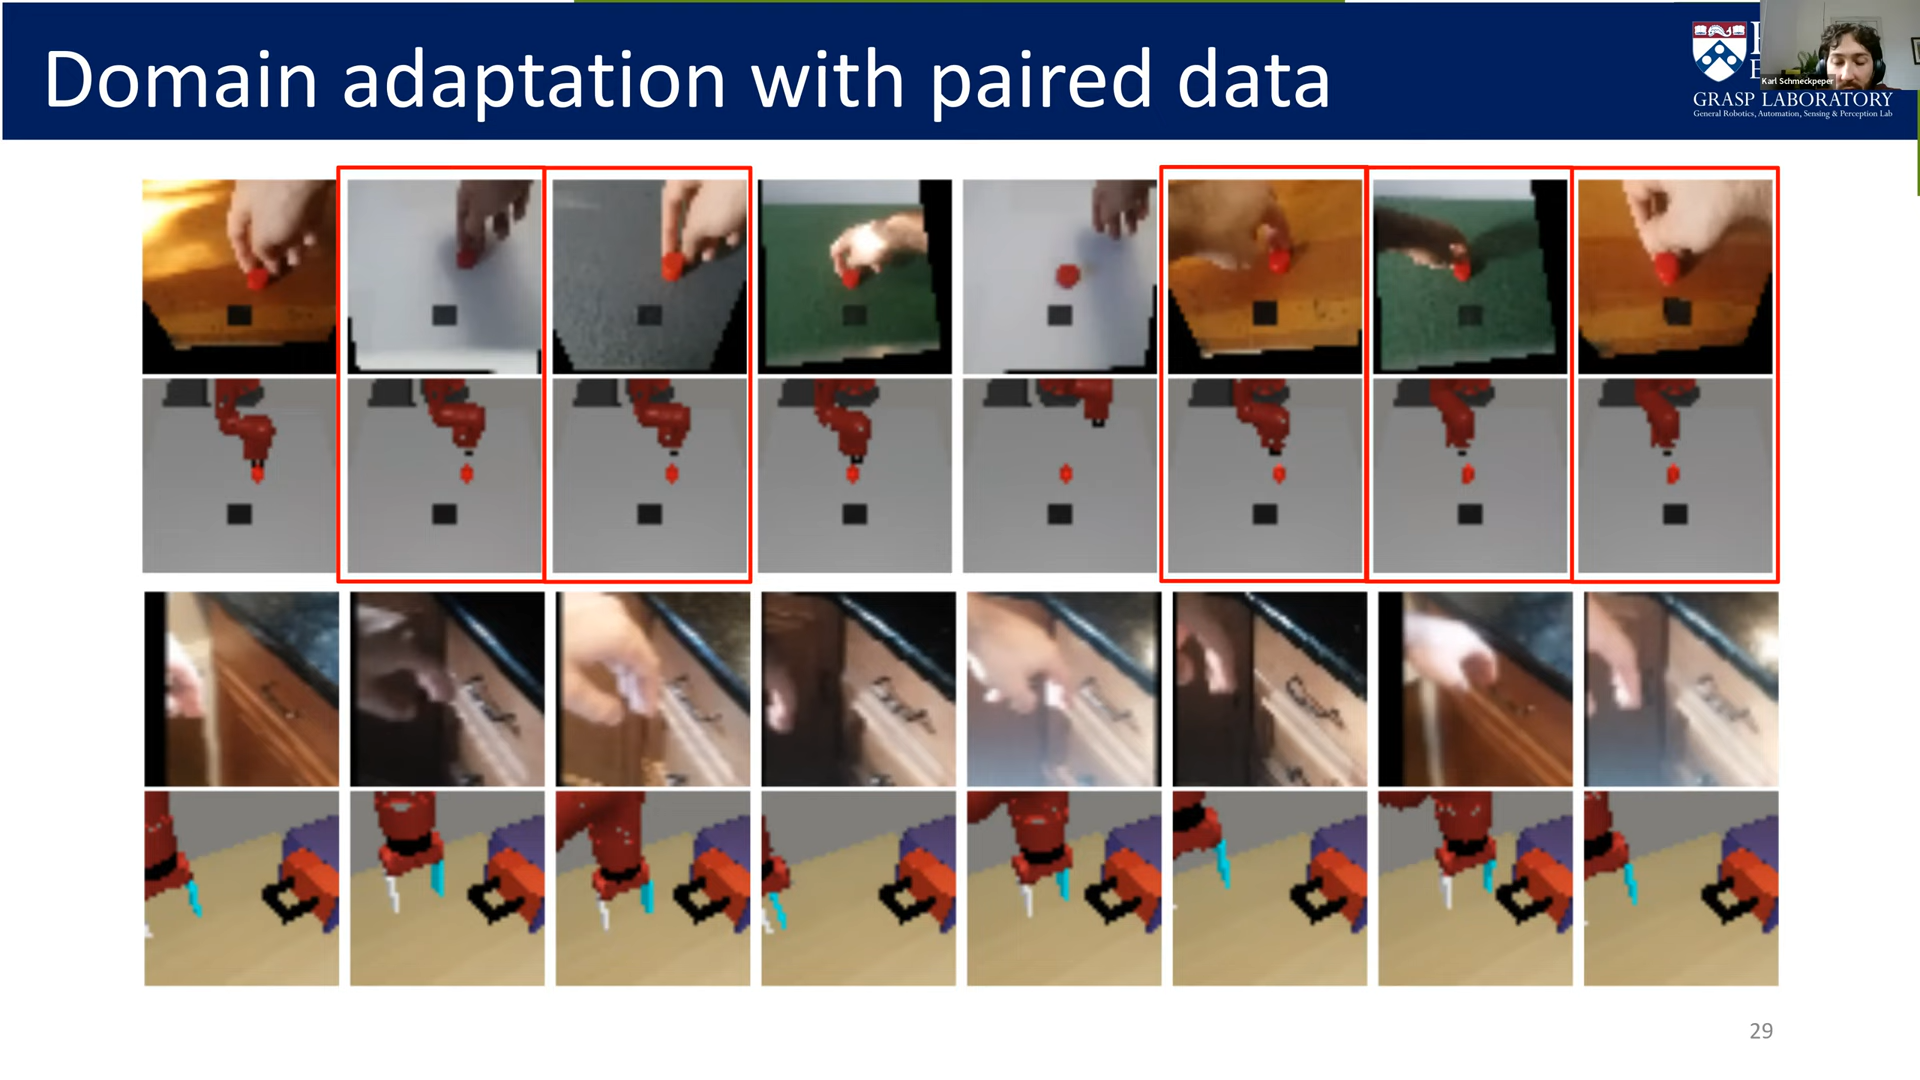 Domain adaptation with paired data
Karl Schmeckpeper
GRASP LABORATORY
General Robotics, Automation, Sensing & Perception Lab
29